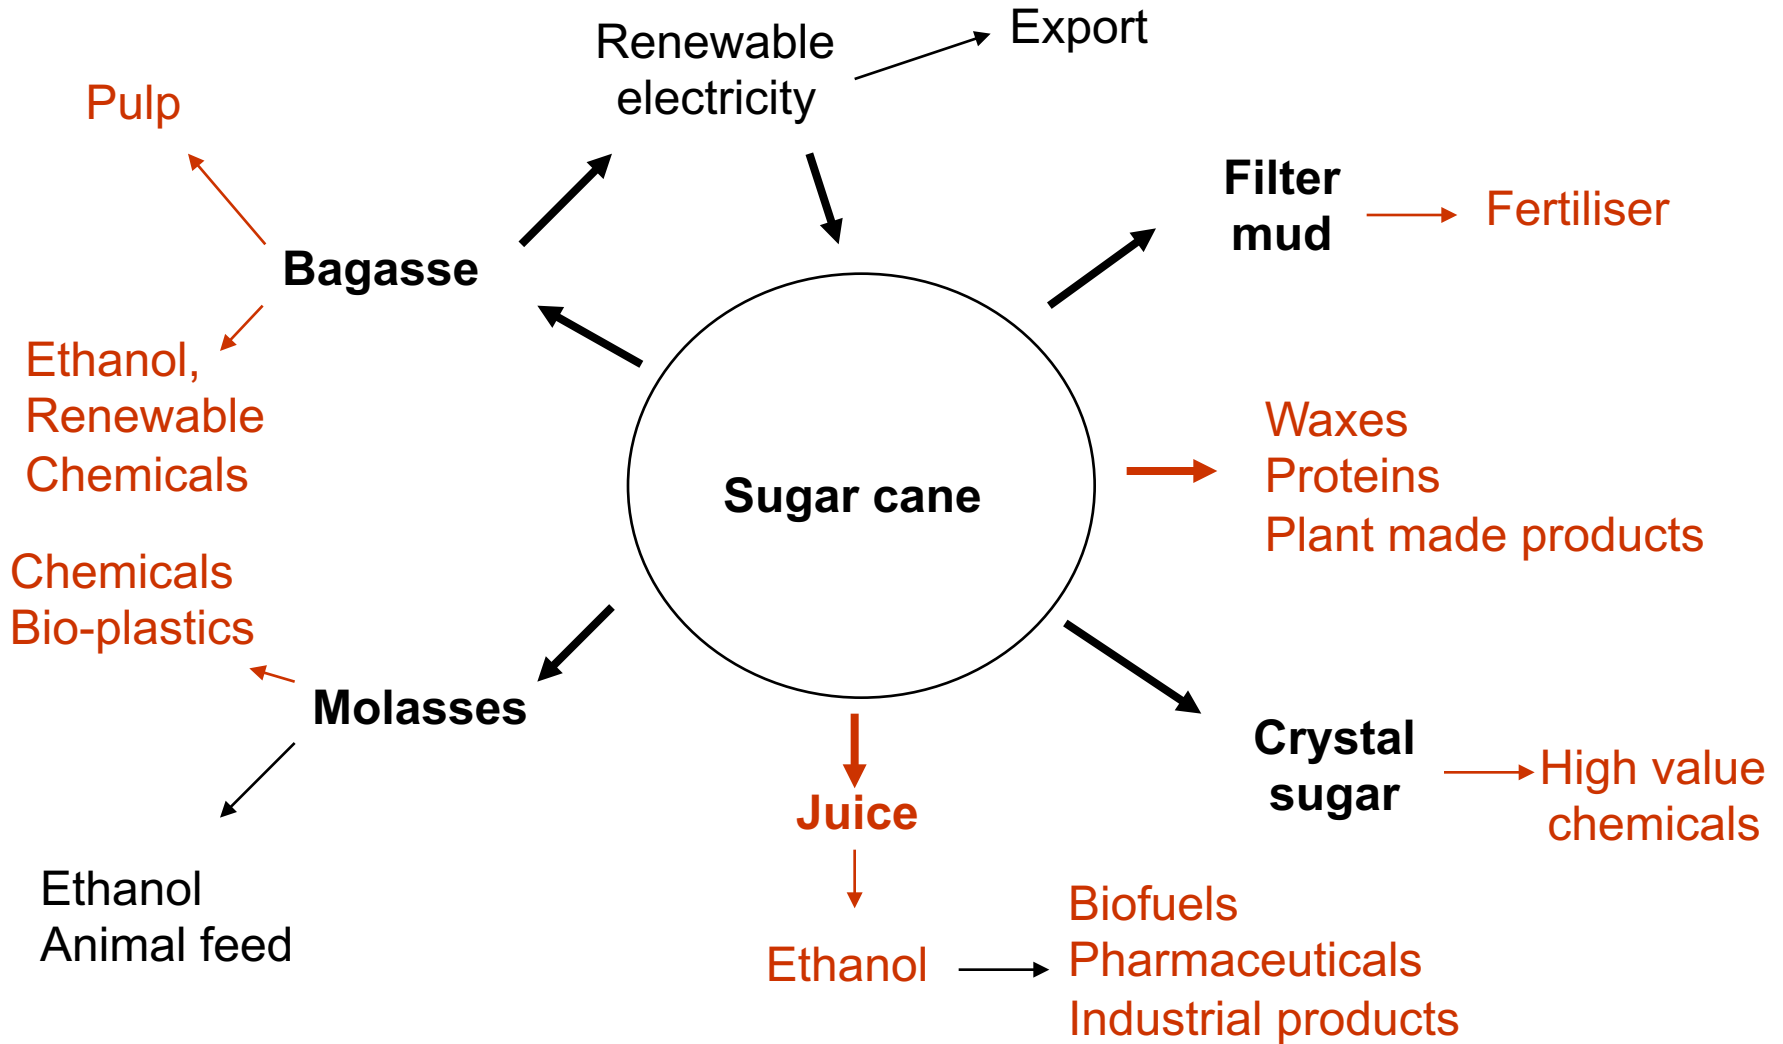 Renewable
electricity
Export
Pulp
Filter
mud
Fertiliser
Bagasse
Ethanol,
Renewable
Chemicals
Waxes
Proteins
Plant made products
Sugar cane
Chemicals
Bio-plastics
Molasses
Crystal
sugar
High value
chemicals
Juice
Ethanol
Animal feed
Ethanol
Biofuels
Pharmaceuticals
Industrial products